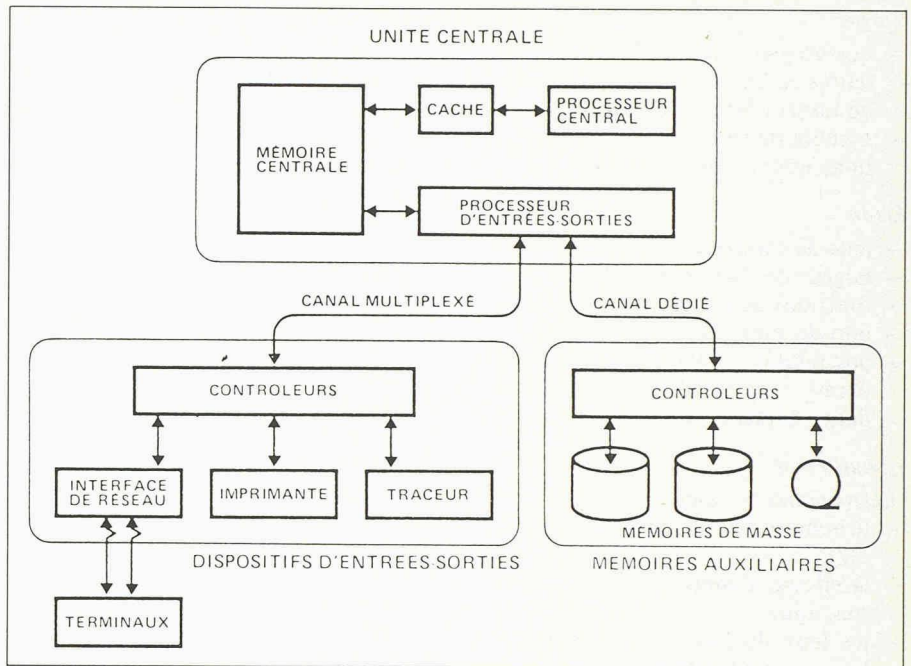 UNITE CENTRALE
CACHE
PROCESSEUR
CENTRAL
MÉMOIRE
CENTRALE
PROCESSEUR
D'ENTRÉES-SORTIES
CANAL MULTIPLEXÉ
CANAL DÉDIÉ
CONTROLEURS
CONTROLEURS
INTERFACE
DE RÉSEAU
IMPRIMANTE
TRACEUR
MÉMOIRES DE MASSE
DISPOSITIFS D'ENTREES-SORTIES
MEMOIRES AUXILIAIRES
TERMINAUX